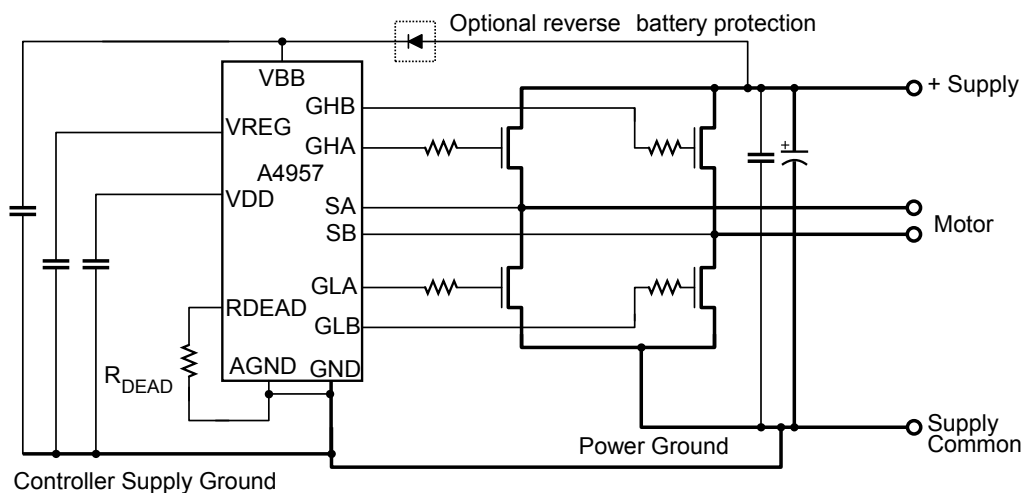 Optional reverse battery protection
VBB
+ Supply
GHB
VREG
GHA
A4957
+
VDD
SA
SB
Motor
GLA
RDEAD
GLB
RDEAD
AGND
GND
Supply
Common
Power Ground
Controller Supply Ground